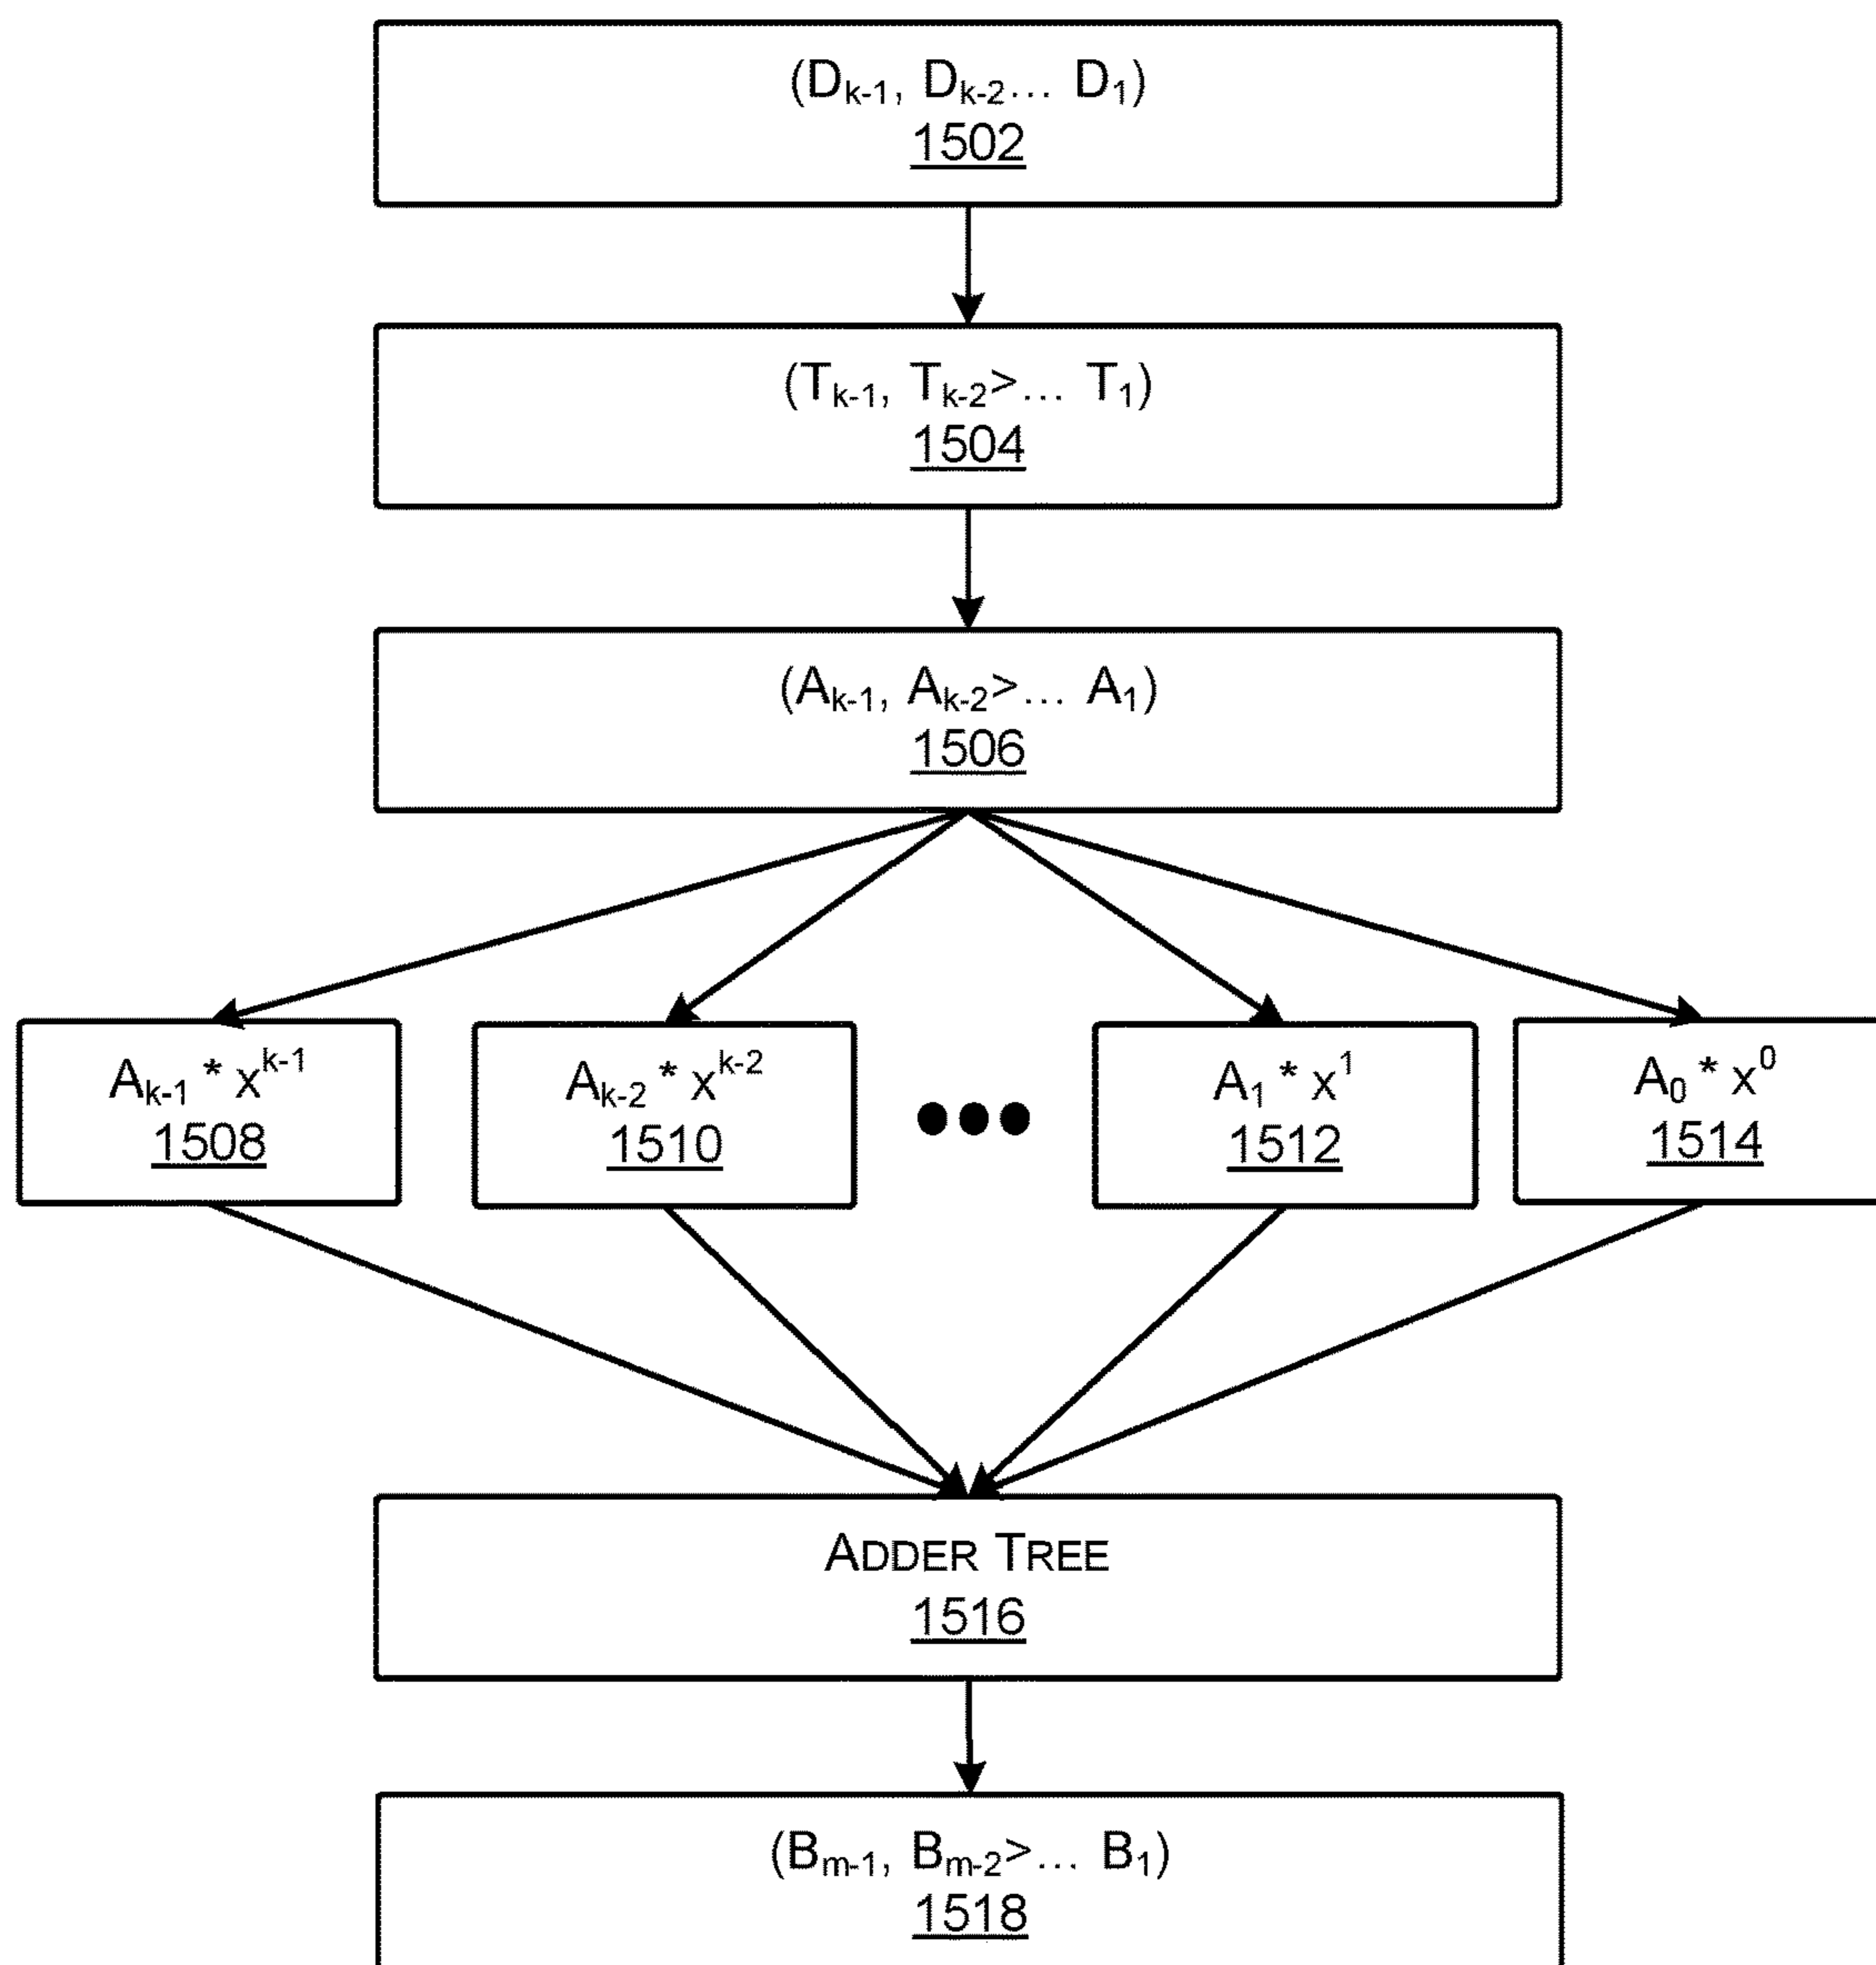 (Dₖ₋₁, Dₖ₋₂... D₁)
1502
(Tₖ₋₁, Tₖ₋₂>... T₁)
1504
(Aₖ₋₁, Aₖ₋₂>... A₁)
1506
Aₖ₋₁ * xᵏ⁻¹
1508
Aₖ₋₂ * xᵏ⁻²
1510
A₁ * x¹
1512
A₀ * x⁰
1514
ADDER TREE
1516
(Bₘ₋₁, Bₘ₋₂>... B₁)
1518